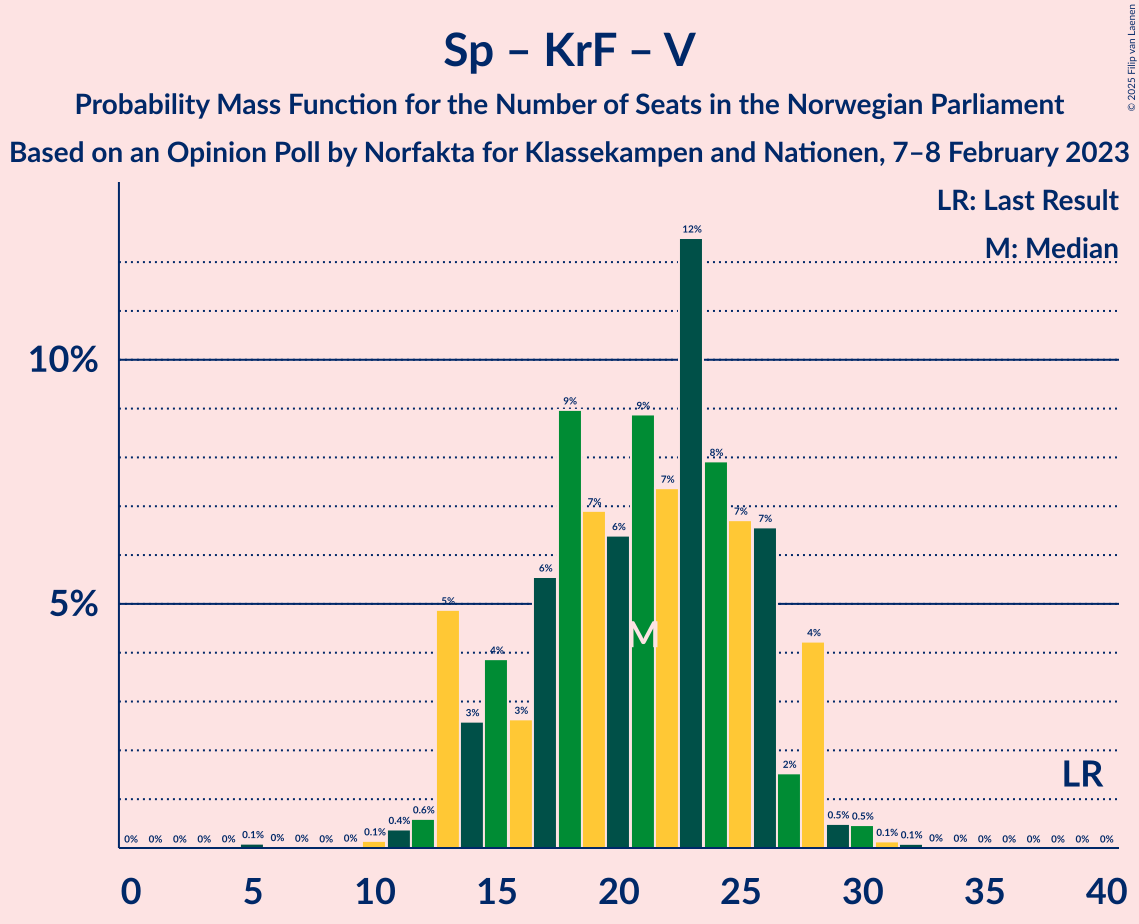 © 2025 Filip van Laenen
Sp – KrF – V
Probability Mass Function for the Number of Seats in the Norwegian Parliament
Based on an Opinion Poll by Norfakta for Klassekampen and Nationen, 7–8 February 2023
LR: Last Result
M: Median
10%
5%
0% 0% 0% 0% 0% 0.1% 0% 0% 0% 0% 0.1% 0.4% 0.6% 5% 3% 4% 3% 6% 9% 7% 6% 9% 7% 12% 8% 7% 7% 2% 4% 0.5% 0.5% 0.1% 0.1% 0% 0% 0% 0% 0% 0% 0% 0%
M
LR
0 5 10 15 20 25 30 35 40